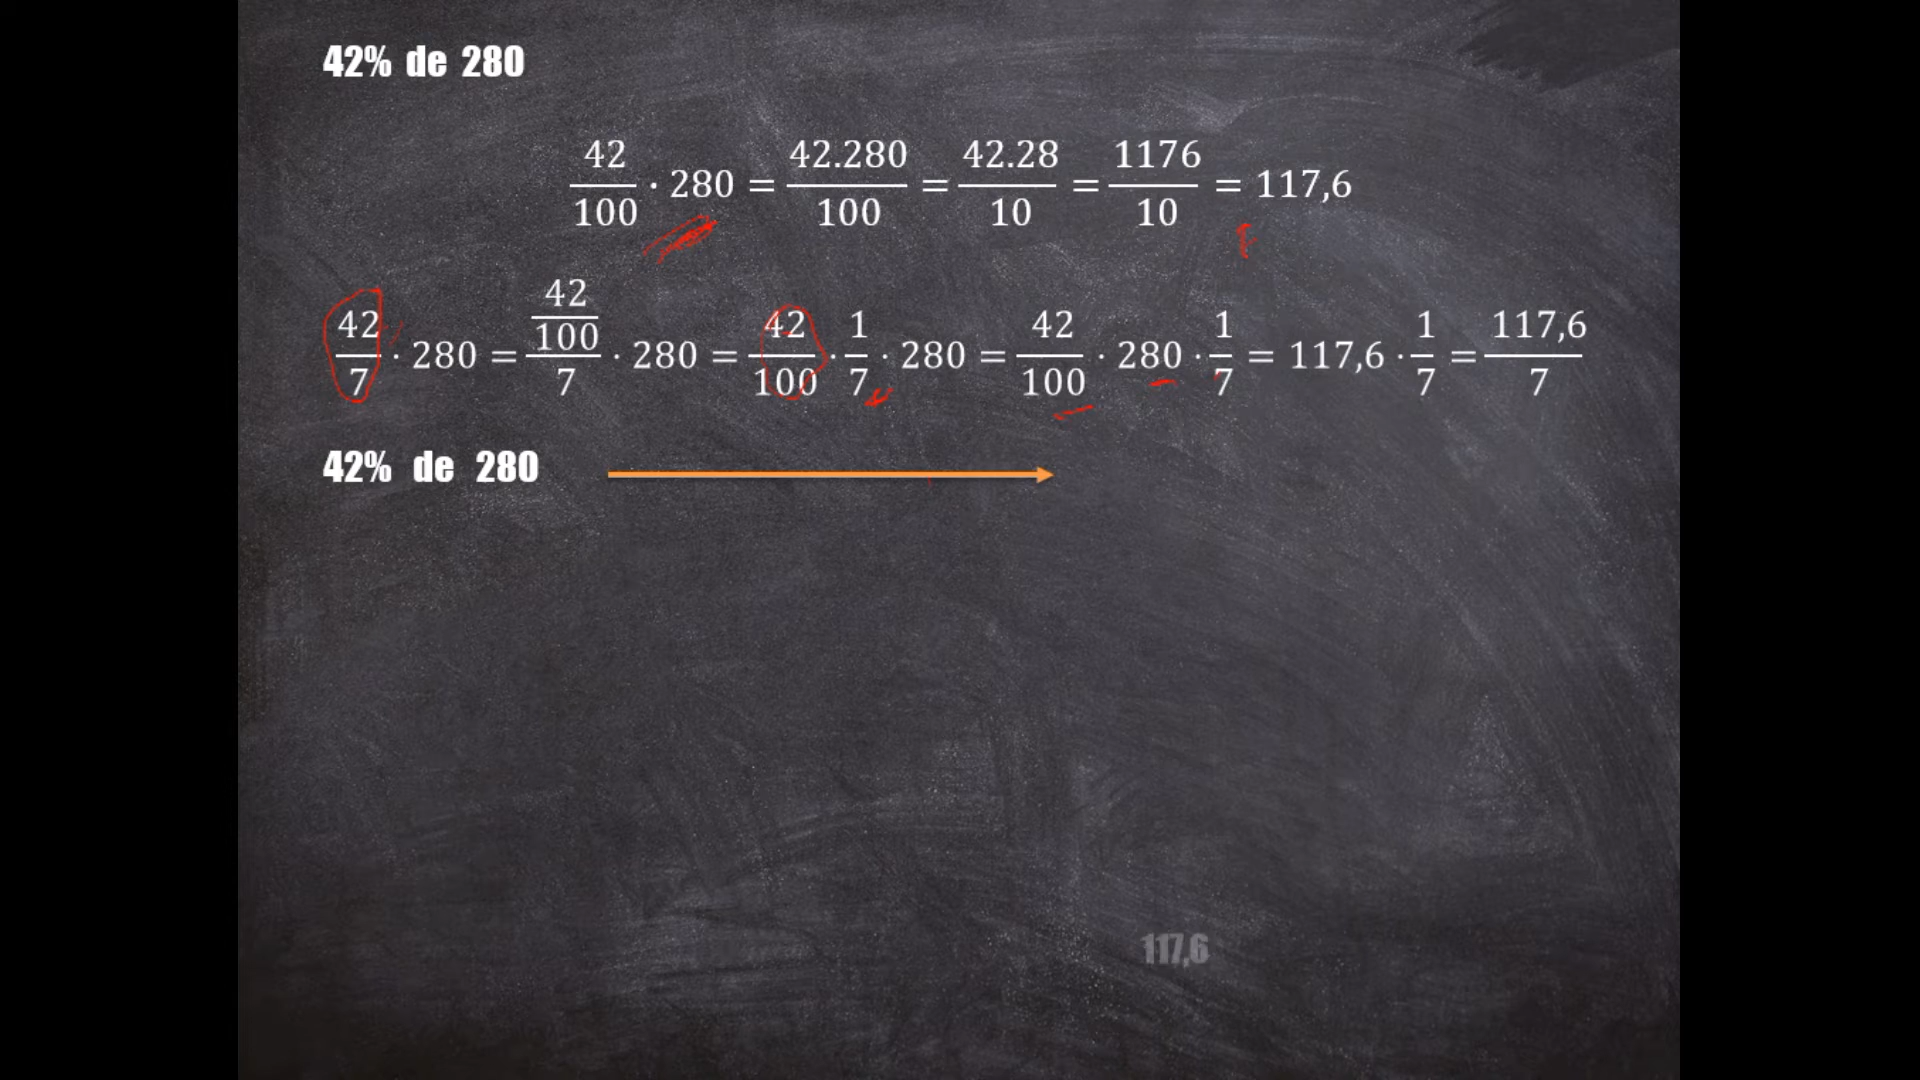 42% de 280
42/100 · 280 = 42.280/100 = 42.28/10 = 1176/10 = 117,6
42/7 · 280 = 42/100/7 · 280 = 42/100 · 1/7 · 280 = 42/100 · 280 · 1/7 = 117,6 · 1/7 = 117,6/7
42% de 280
117,6